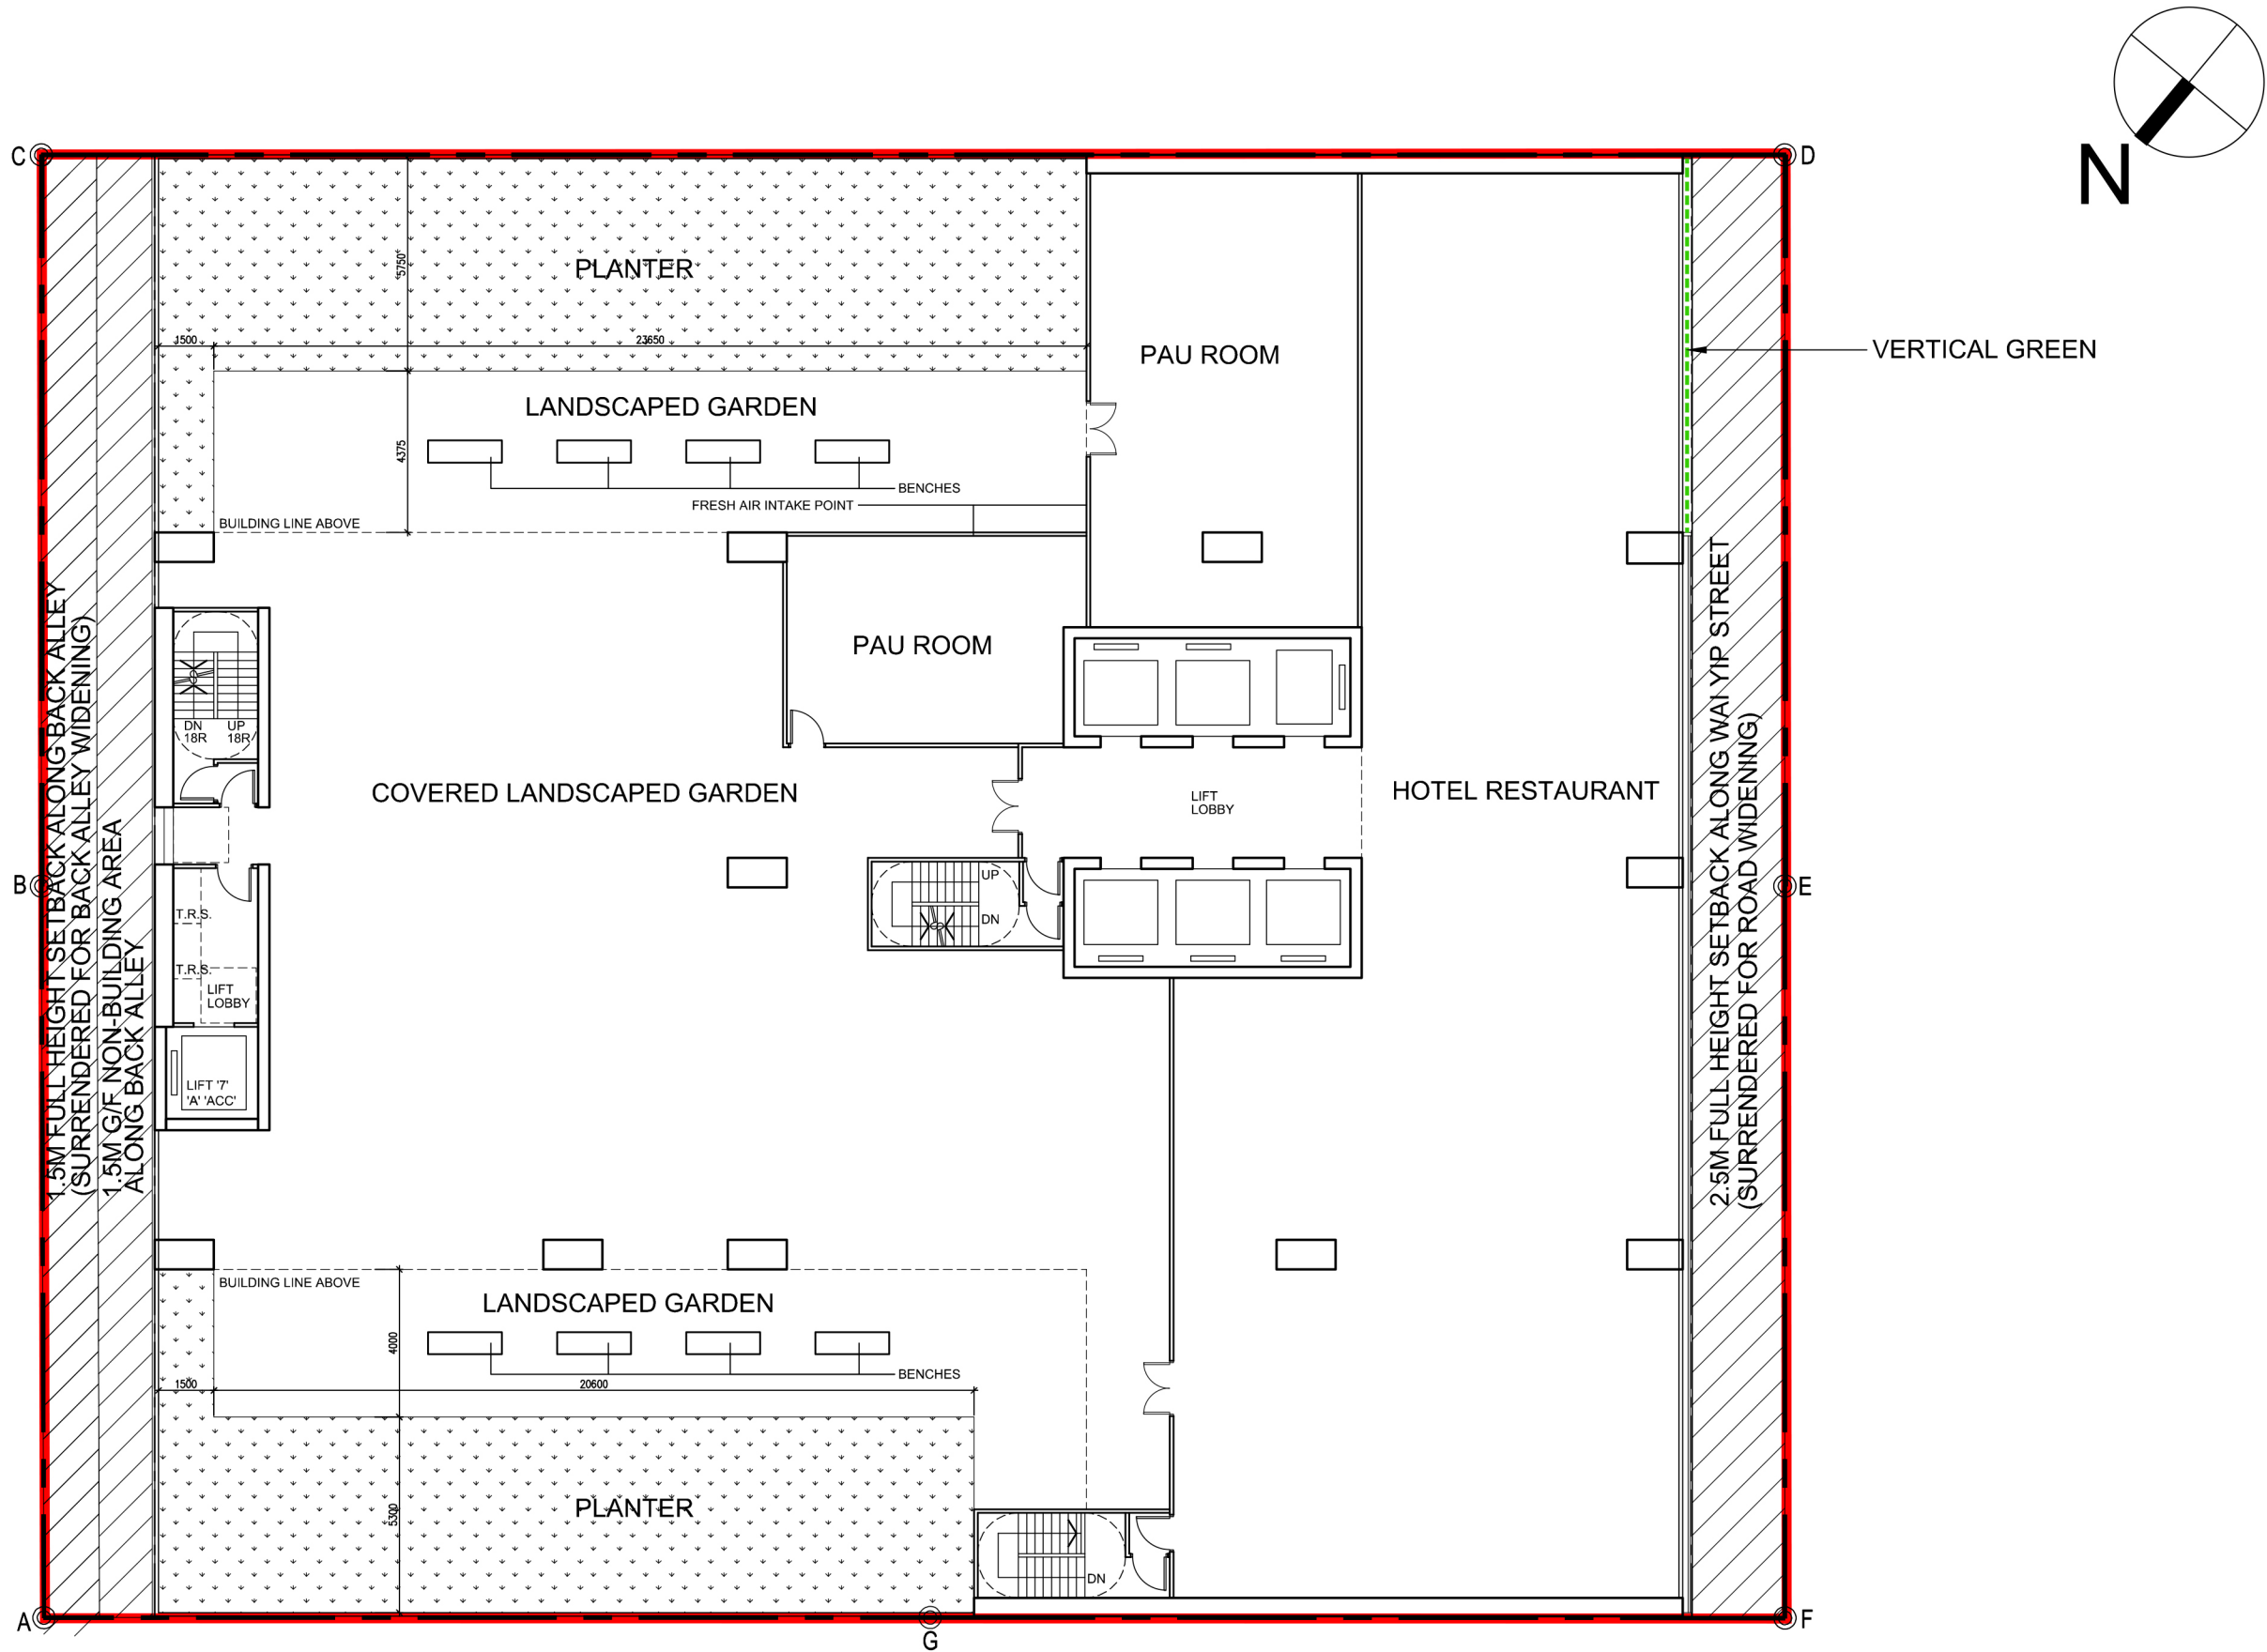 N
C
D
5750
PLANTER
1500
23650
VERTICAL GREEN
PAU ROOM
LANDSCAPED GARDEN
4375
BENCHES
FRESH AIR INTAKE POINT
BUILDING LINE ABOVE
PAU ROOM
DN
18R
UP
18R
COVERED LANDSCAPED GARDEN
LIFT
LOBBY
HOTEL RESTAURANT
1.5M FULL HEIGHT SETBACK ALONG BACK ALLEY
(SURRENDERED FOR BACK ALLEY WIDENING)
1.5M G/F NON-BUILDING AREA
ALONG BACK ALLEY
2.5M FULL HEIGHT SETBACK ALONG WAI YIP STREET
(SURRENDERED FOR ROAD WIDENING)
B
E
UP
DN
T.R.S.
T.R.S.
LIFT
LOBBY
LIFT '7'
'A' 'ACC'
BUILDING LINE ABOVE
LANDSCAPED GARDEN
4000
BENCHES
1500
20600
5300
PLANTER
DN
A
G
F